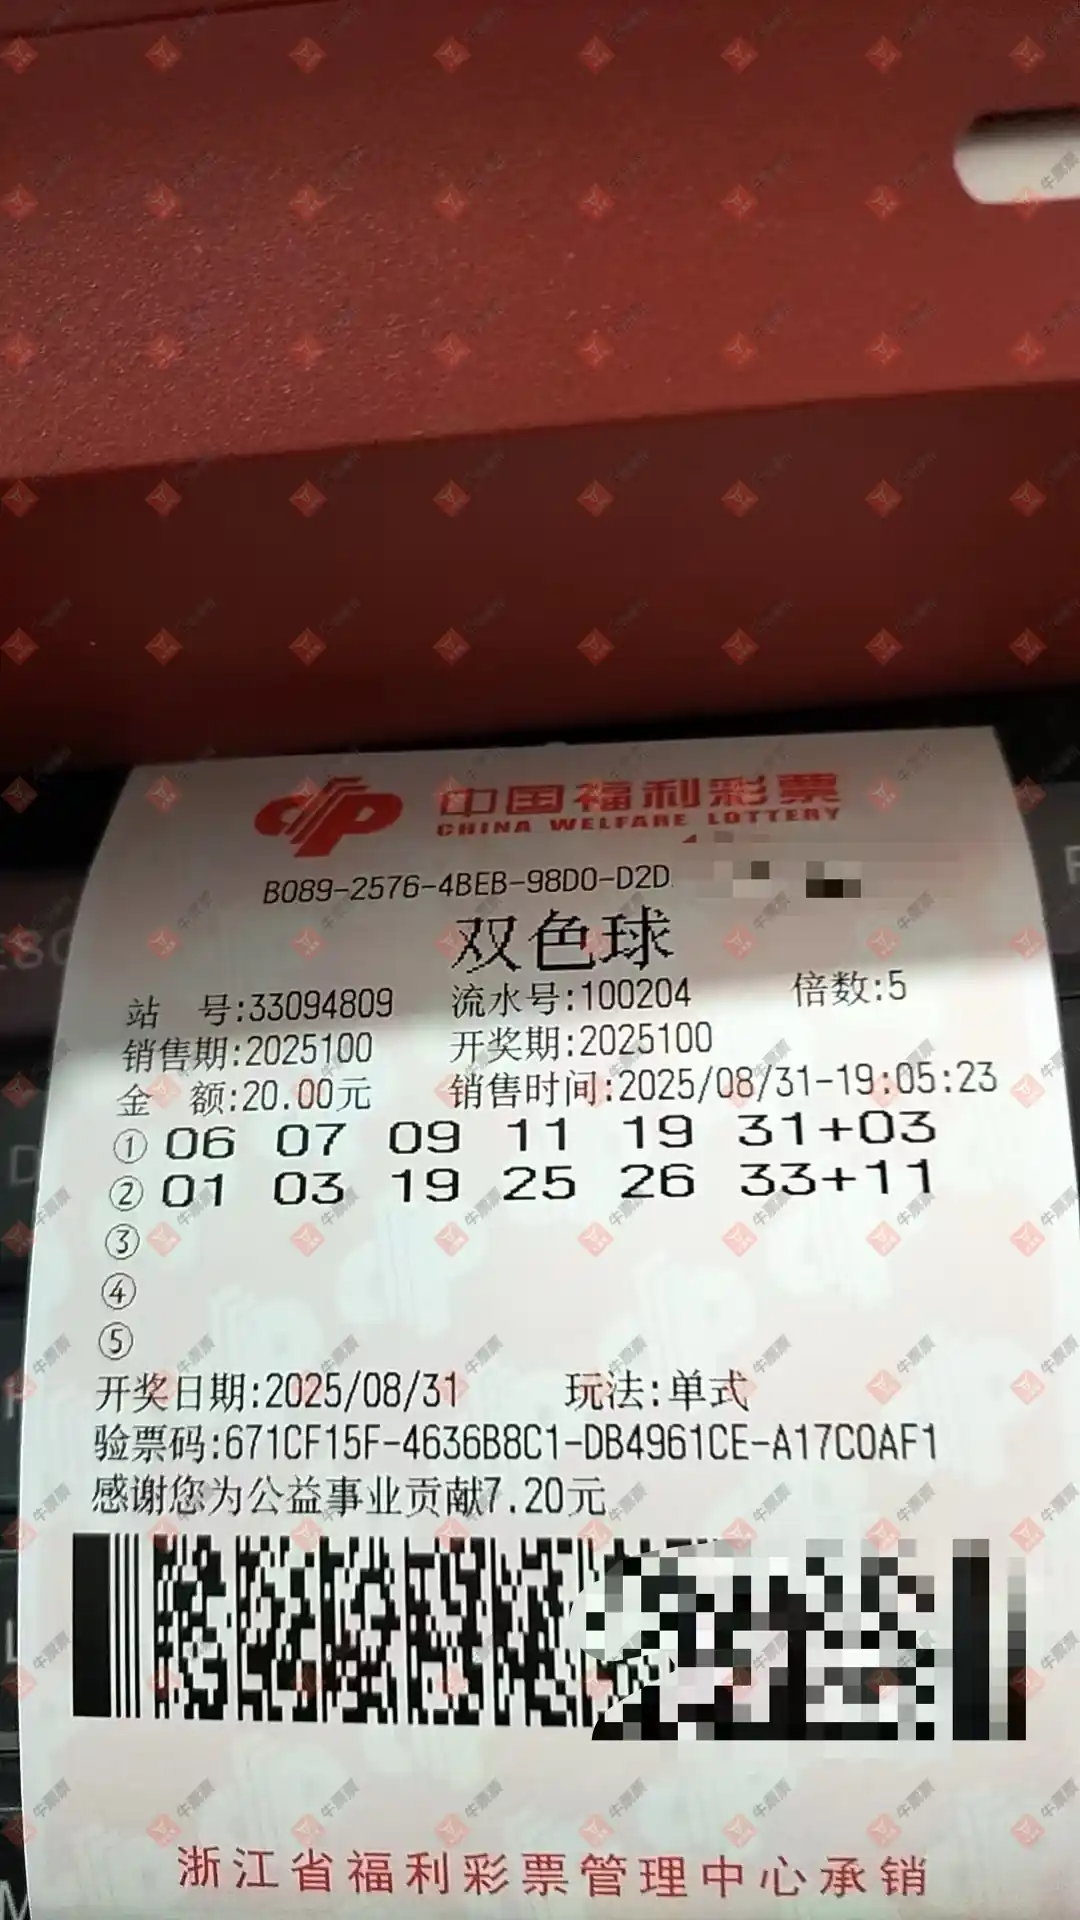 中国福利彩票
CHINA WELFARE LOTTERY
B089-2576-4BEB-98D0-D2D
双色球
站 号:33094809 流水号:100204 倍数:5
销售期:2025100 开奖期:2025100
金 额:20.00元 销售时间:2025/08/31-19:05:23
① 06 07 09 11 19 31+03
② 01 03 19 25 26 33+11
③
④
⑤
开奖日期:2025/08/31 玩法:单式
验票码:671CF15F-4636B8C1-DB4961CE-A17C0AF1
感谢您为公益事业贡献7.20元
浙江省福利彩票管理中心承销
牛票票